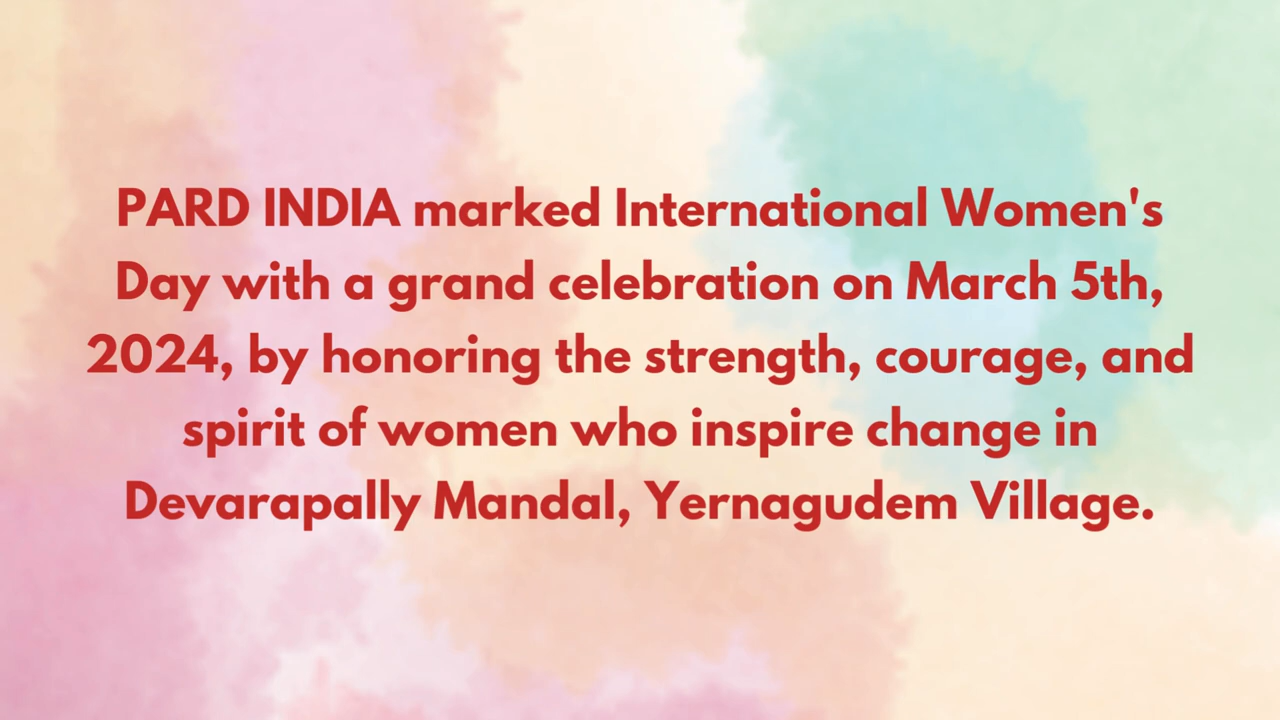 PARD INDIA marked International Women's
Day with a grand celebration on March 5th,
2024, by honoring the strength, courage, and
spirit of women who inspire change in
Devarapally Mandal, Yernagudem Village.